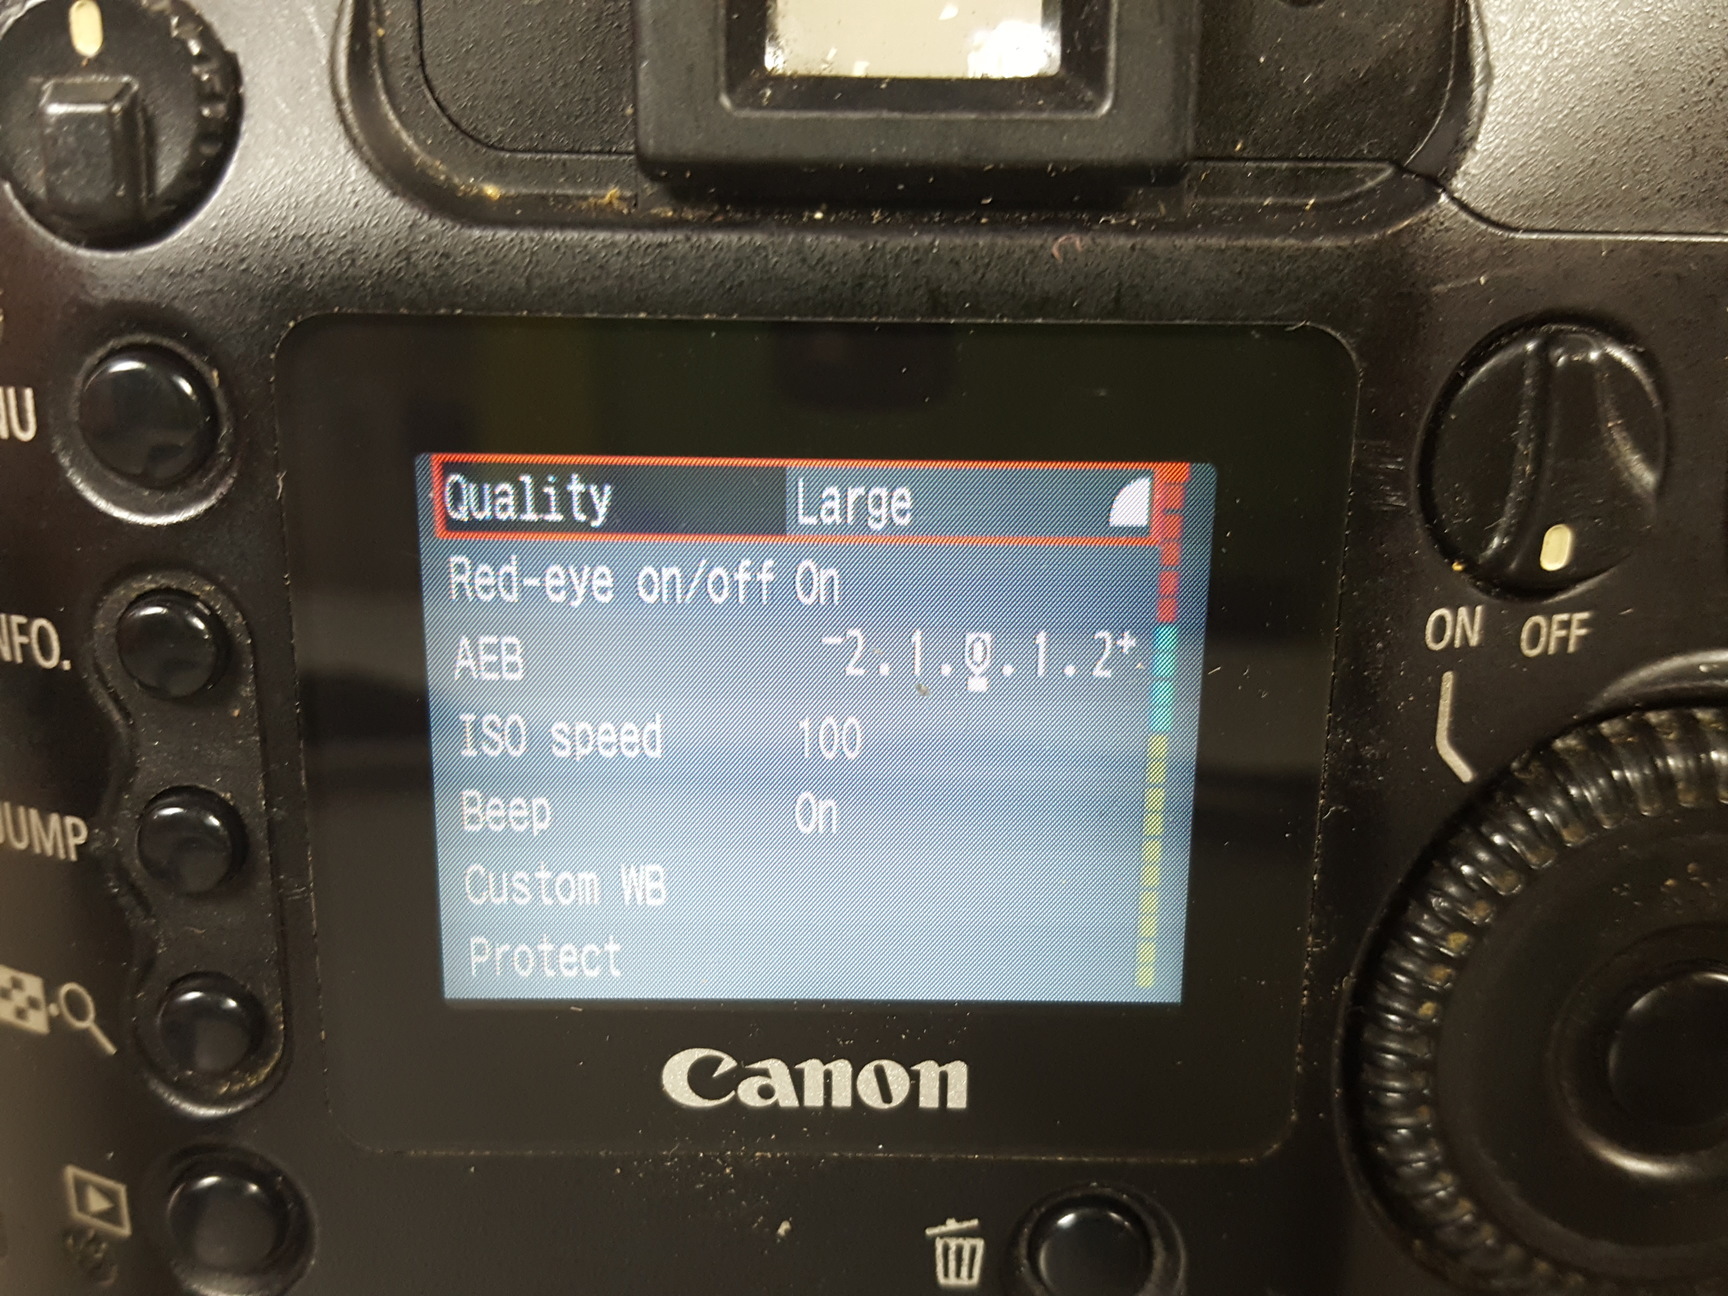 Quality Large
Red-eye on/off On
AEB -2.1.0.1.2+
ISO speed 100
Beep On
Custom WB
Protect
Canon
NU
NFO.
JUMP
ON OFF